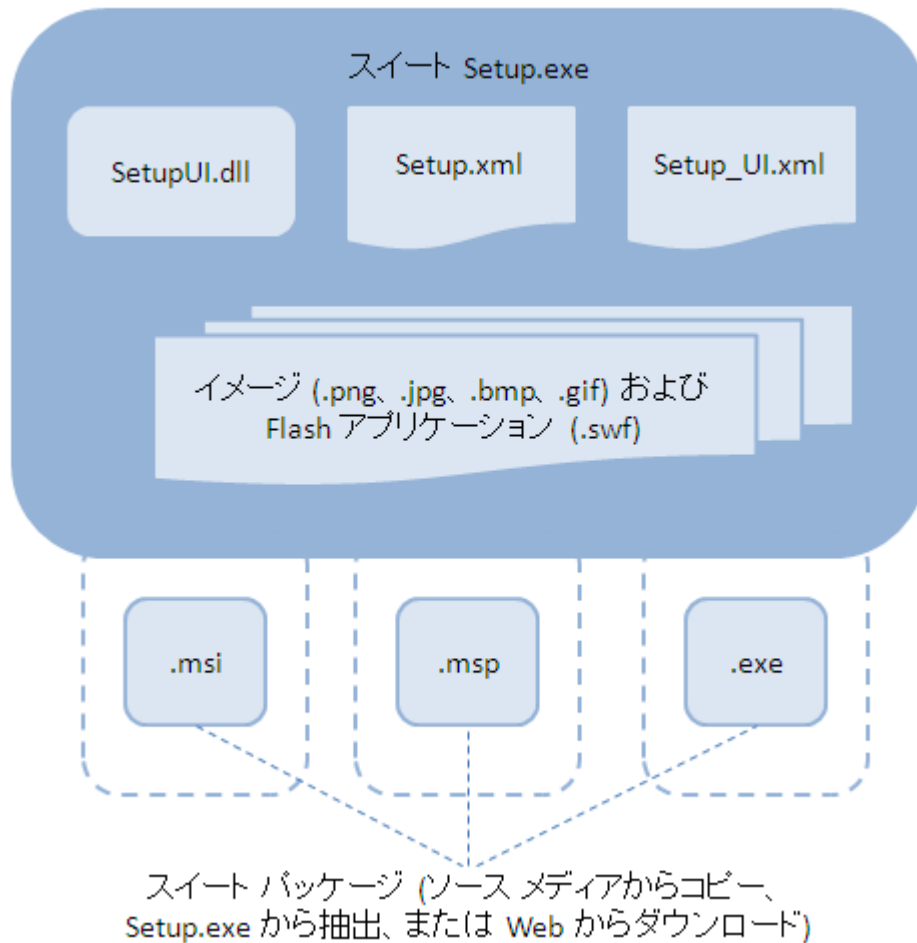 スイート Setup.exe
SetupUI.dll
Setup.xml
Setup_UI.xml
イメージ (.png、.jpg、.bmp、.gif) および
Flash アプリケーション (.swf)
.msi
.msp
.exe
スイート パッケージ (ソース メディアからコピー、
Setup.exe から抽出、または Web からダウンロード)